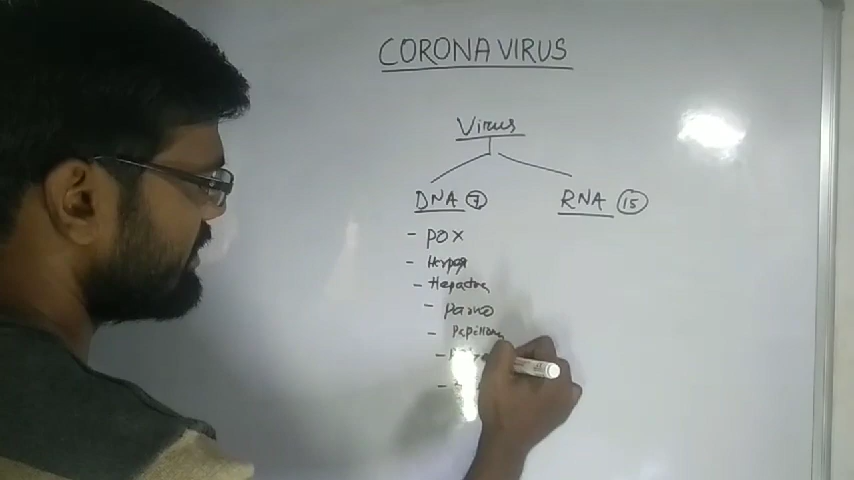 CORONA VIRUS
Virus
DNA 7 RNA 15
- POX
- Herpes
- Hepadna
- Parvo
- Papilloma
-
-